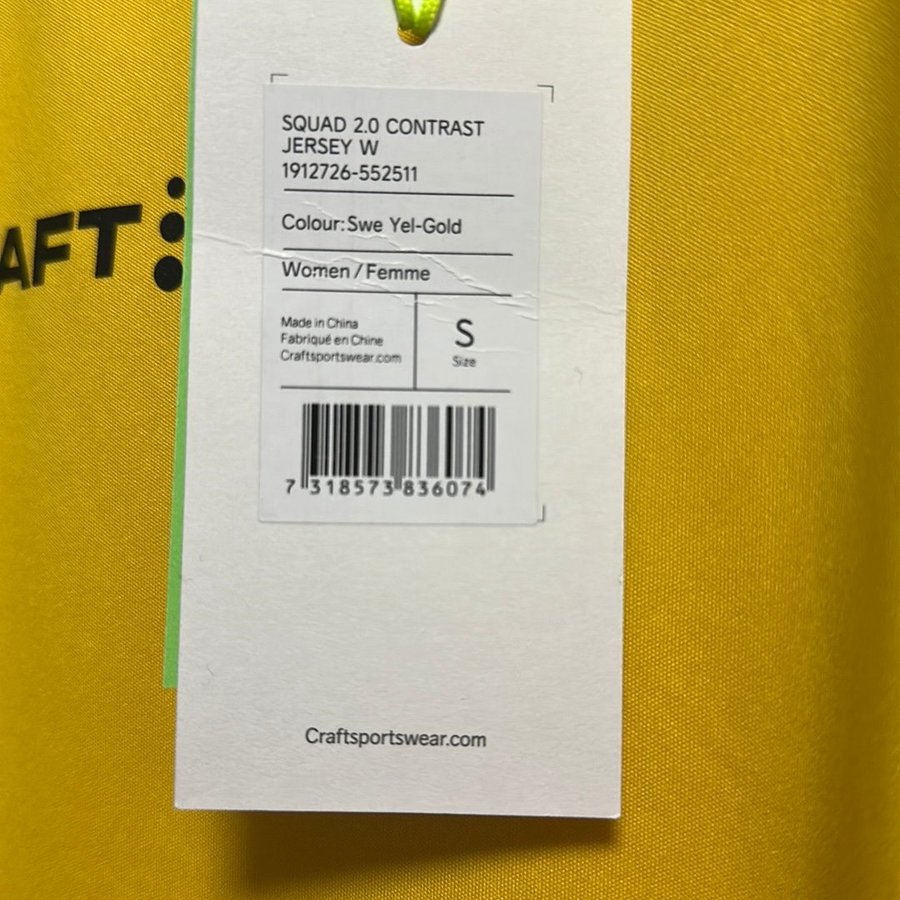 SQUAD 2.0 CONTRAST
JERSEY W
1912726-552511
Colour: Swe Yel-Gold
Women / Femme
Made in China
Fabriqué en Chine
Craftsportswear.com
S
Size
7 318573 836074
AFT
Craftsportswear.com